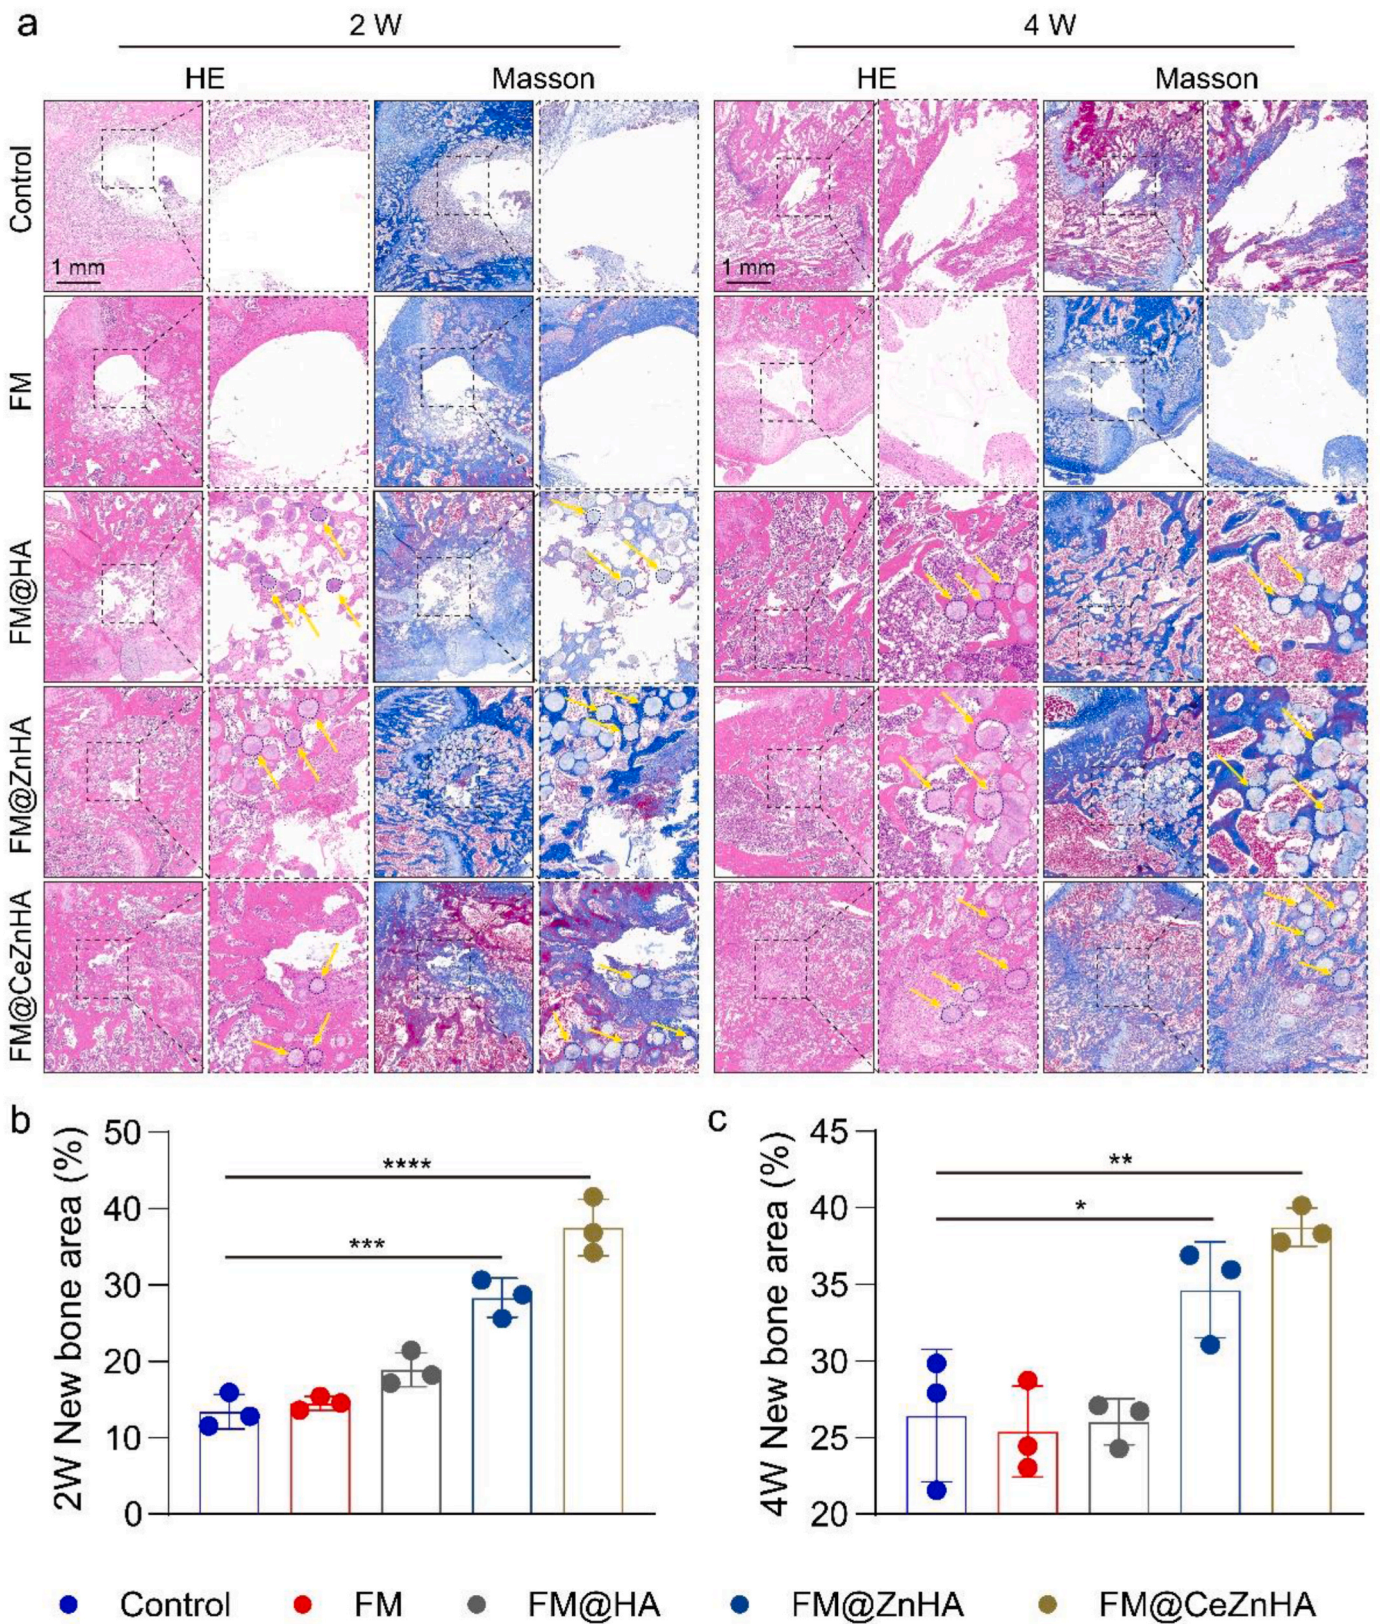 a
2 W
4 W
HE
Masson
HE
Masson
Control
1 mm
1 mm
FM
FM@HA
FM@ZnHA
FM@CeZnHA
b
2W New bone area (%)
50
40
30
20
10
0
****
***
c
4W New bone area (%)
45
40
35
30
25
20
**
*
Control
FM
FM@HA
FM@ZnHA
FM@CeZnHA